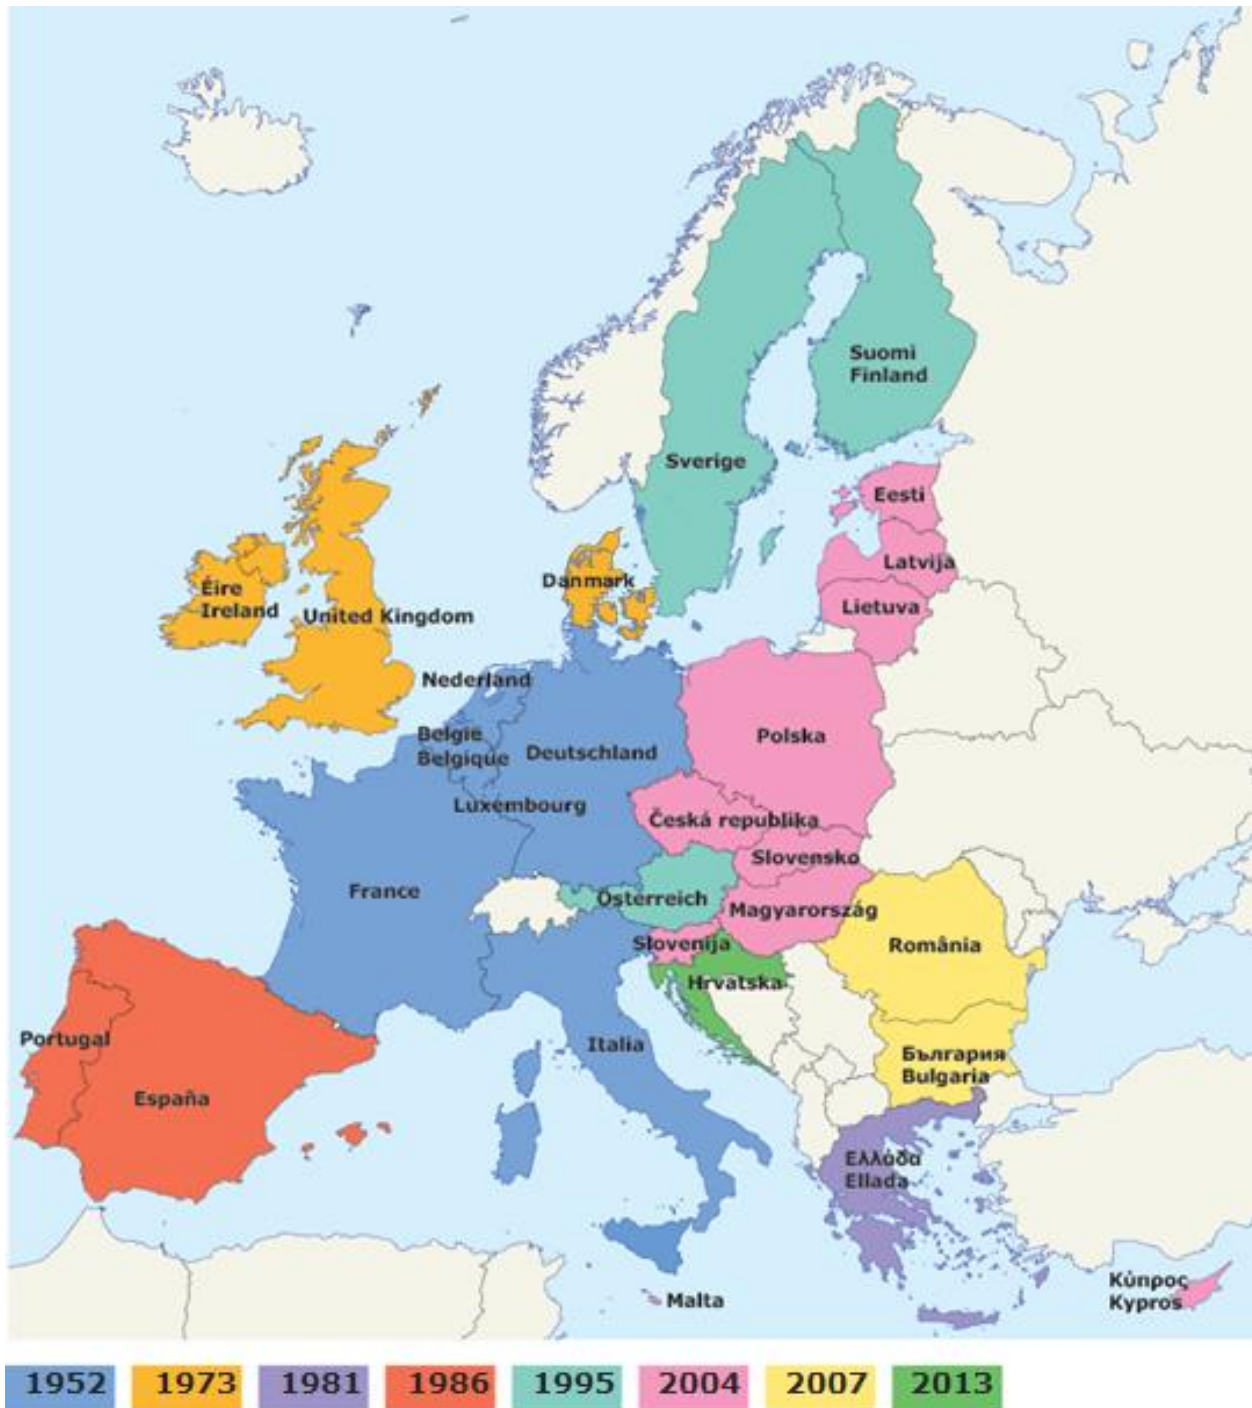 Suomi
Finland
Sverige
Eesti
Latvija
Lietuva
Danmark
Éire
Ireland
United Kingdom
Nederland
België
Belgique
Deutschland
Luxembourg
Polska
Česká republika
Slovensko
Österreich
Magyarország
France
Slovenija
Hrvatska
România
Portugal
España
Italia
България
Bulgaria
Ελλάδα
Ellada
Malta
Κύπρος
Kypros
1952 1973 1981 1986 1995 2004 2007 2013